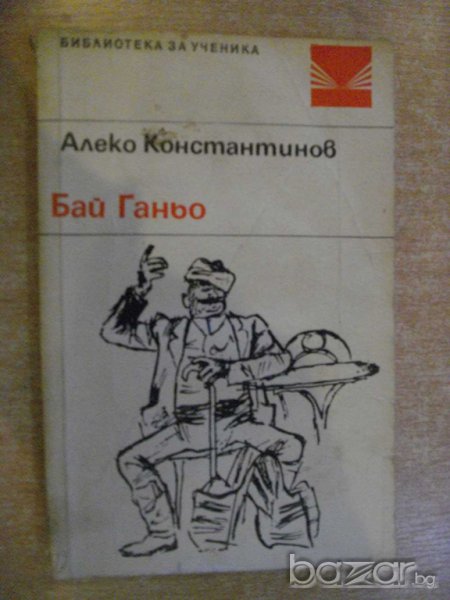 БИБЛИОТЕКА ЗА УЧЕНИКА
Алеко Константинов
Бай Ганьо
bazar.bg